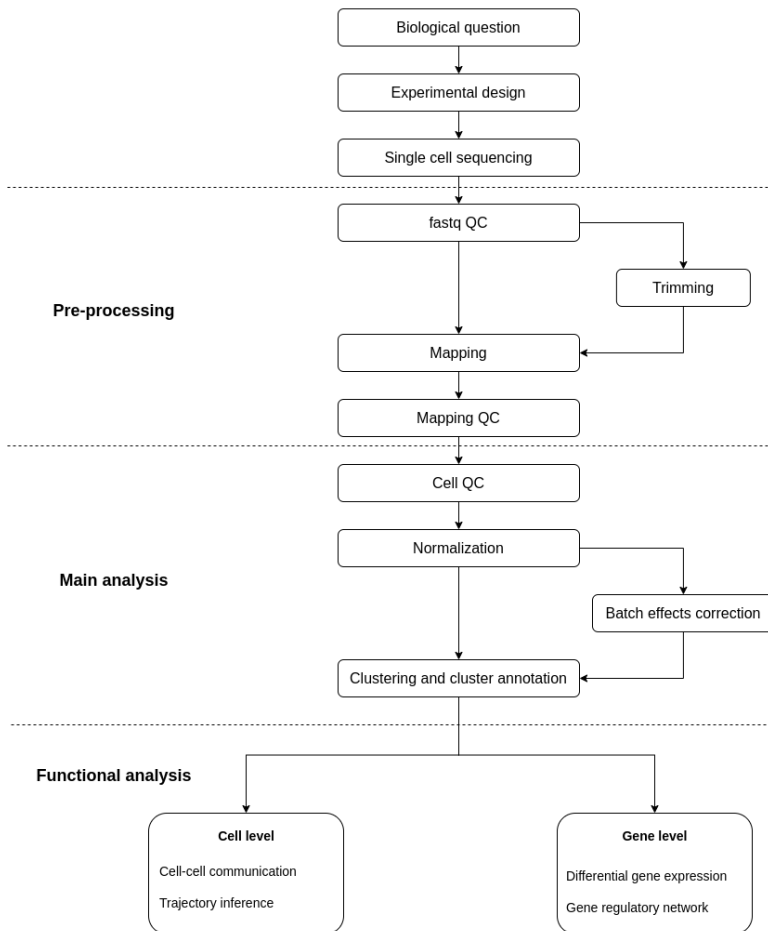 Biological question
Experimental design
Single cell sequencing
fastq QC
Trimming
Pre-processing
Mapping
Mapping QC
Cell QC
Normalization
Main analysis
Batch effects correction
Clustering and cluster annotation
Functional analysis
Cell level
Cell-cell communication
Trajectory inference
Gene level
Differential gene expression
Gene regulatory network